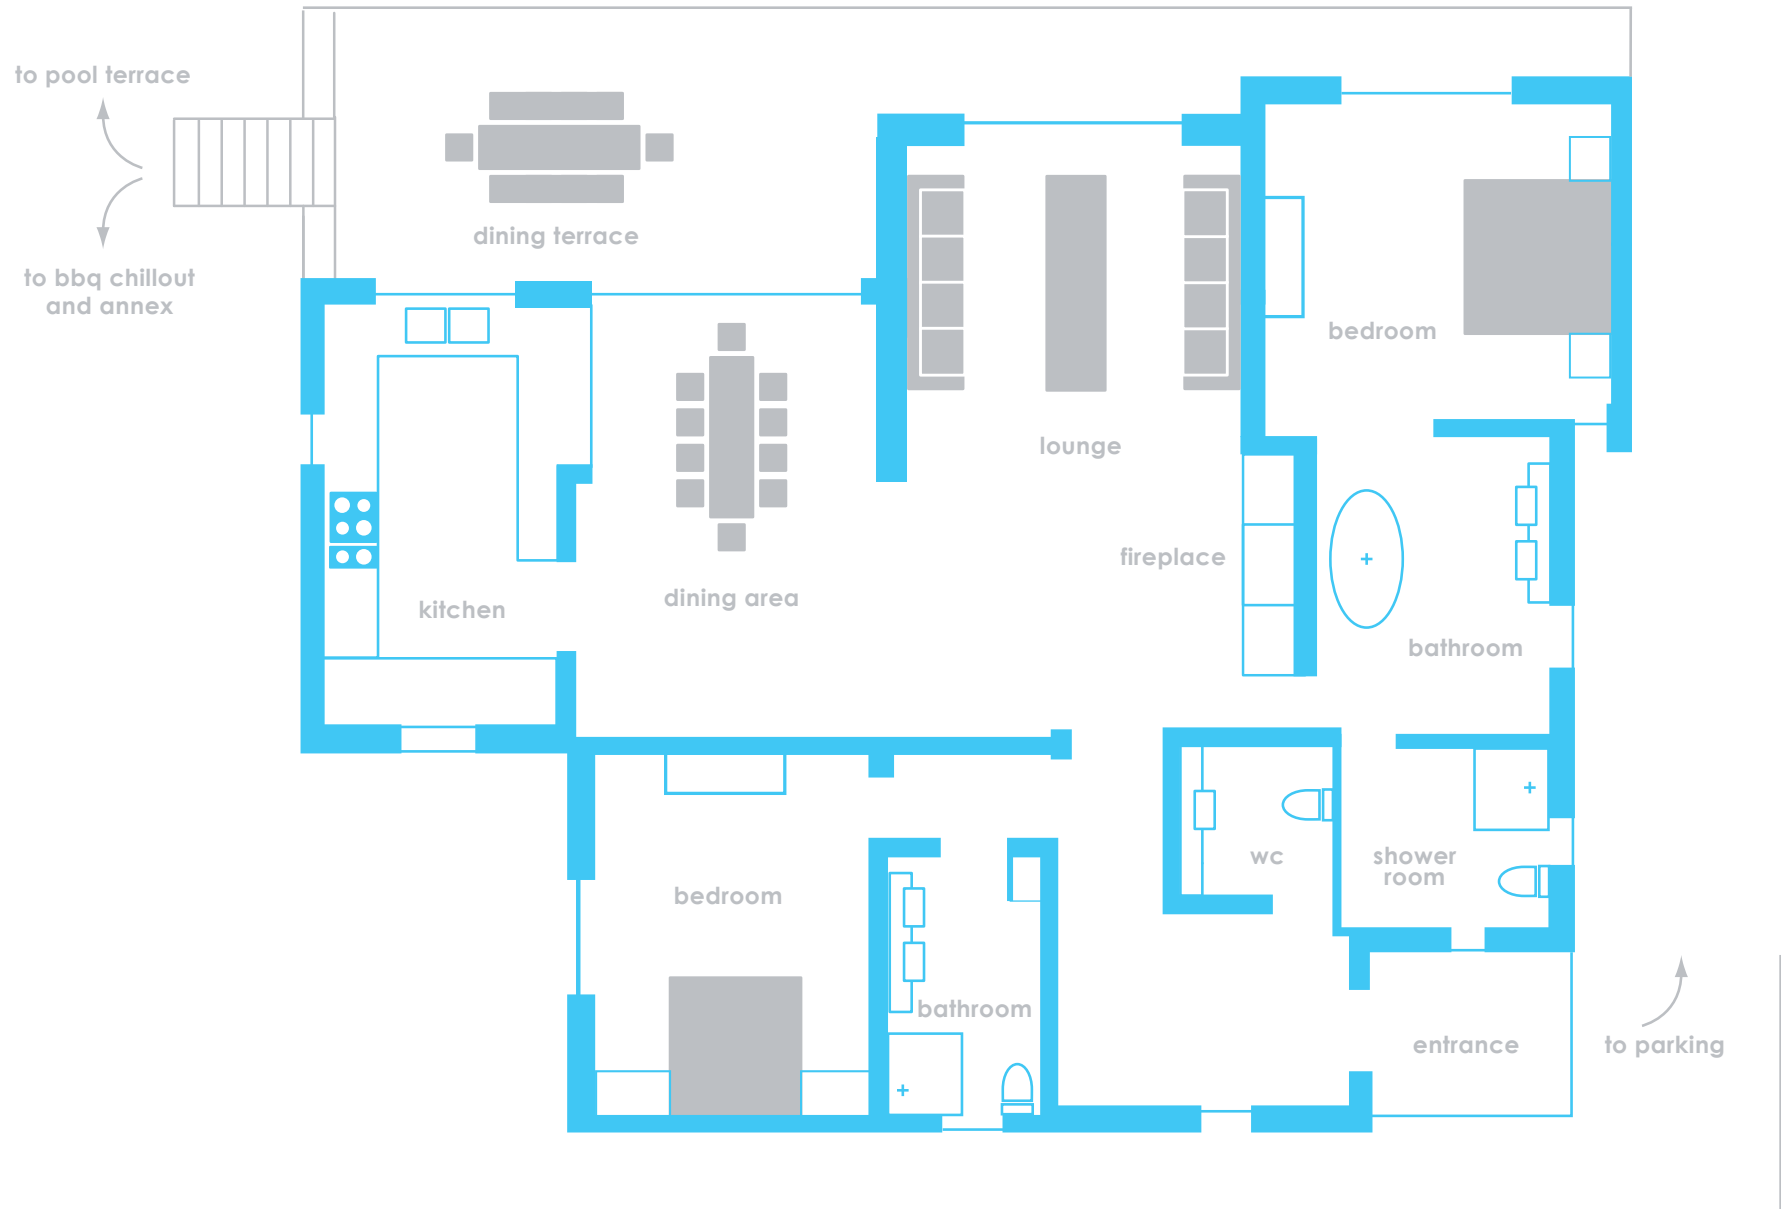 to pool terrace
dining terrace
to bbq chillout
and annex
bedroom
lounge
fireplace
dining area
kitchen
bathroom
wc
shower
room
bedroom
bathroom
entrance
to parking